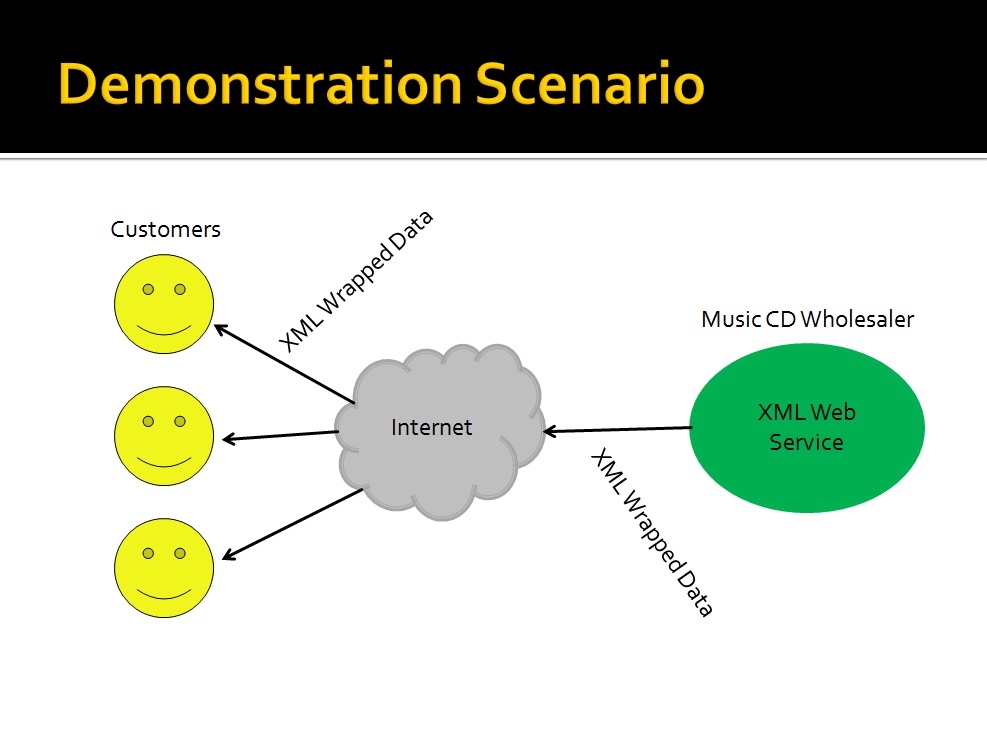 Demonstration Scenario
Customers
XML Wrapped Data
Music CD Wholesaler
Internet
XML Web
Service
XML Wrapped Data